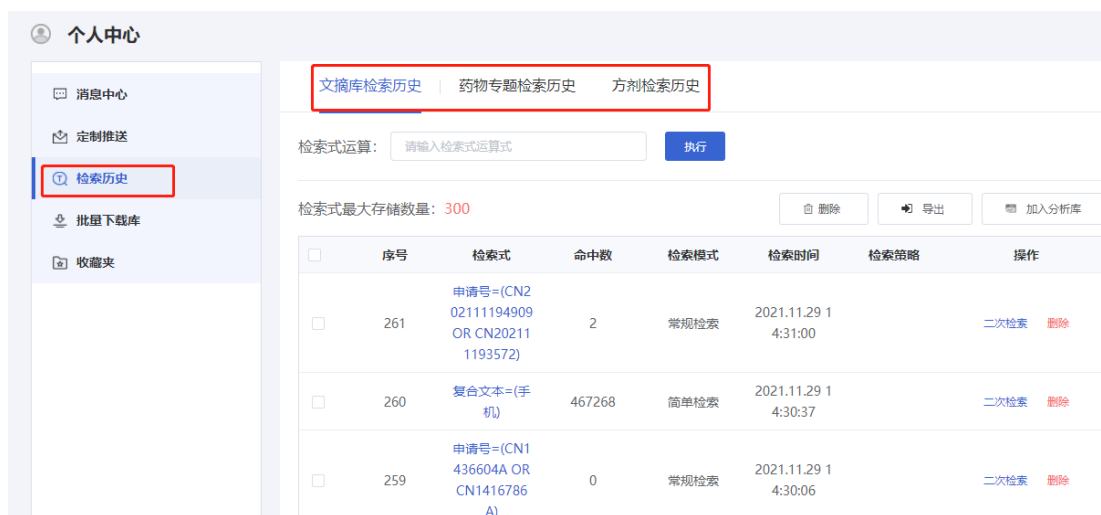 个人中心
消息中心
定制推送
检索历史
批量下载库
收藏夹
文摘库检索历史 药物专题检索历史 方剂检索历史
检索式运算： 请输入检索式运算式 执行
检索式最大存储数量：300 删除 导出 加入分析库
序号 检索式 命中数 检索模式 检索时间 检索策略 操作
申请号=(CN2
02111194909
OR CN20211
1193572)
261 2 常规检索 2021.11.29 1
4:31:00 二次检索 删除
复合文本=(手
机)
260 467268 简单检索 2021.11.29 1
4:30:37 二次检索 删除
申请号=(CN1
436604A OR
CN1416786
A)
259 0 常规检索 2021.11.29 1
4:30:06 二次检索 删除